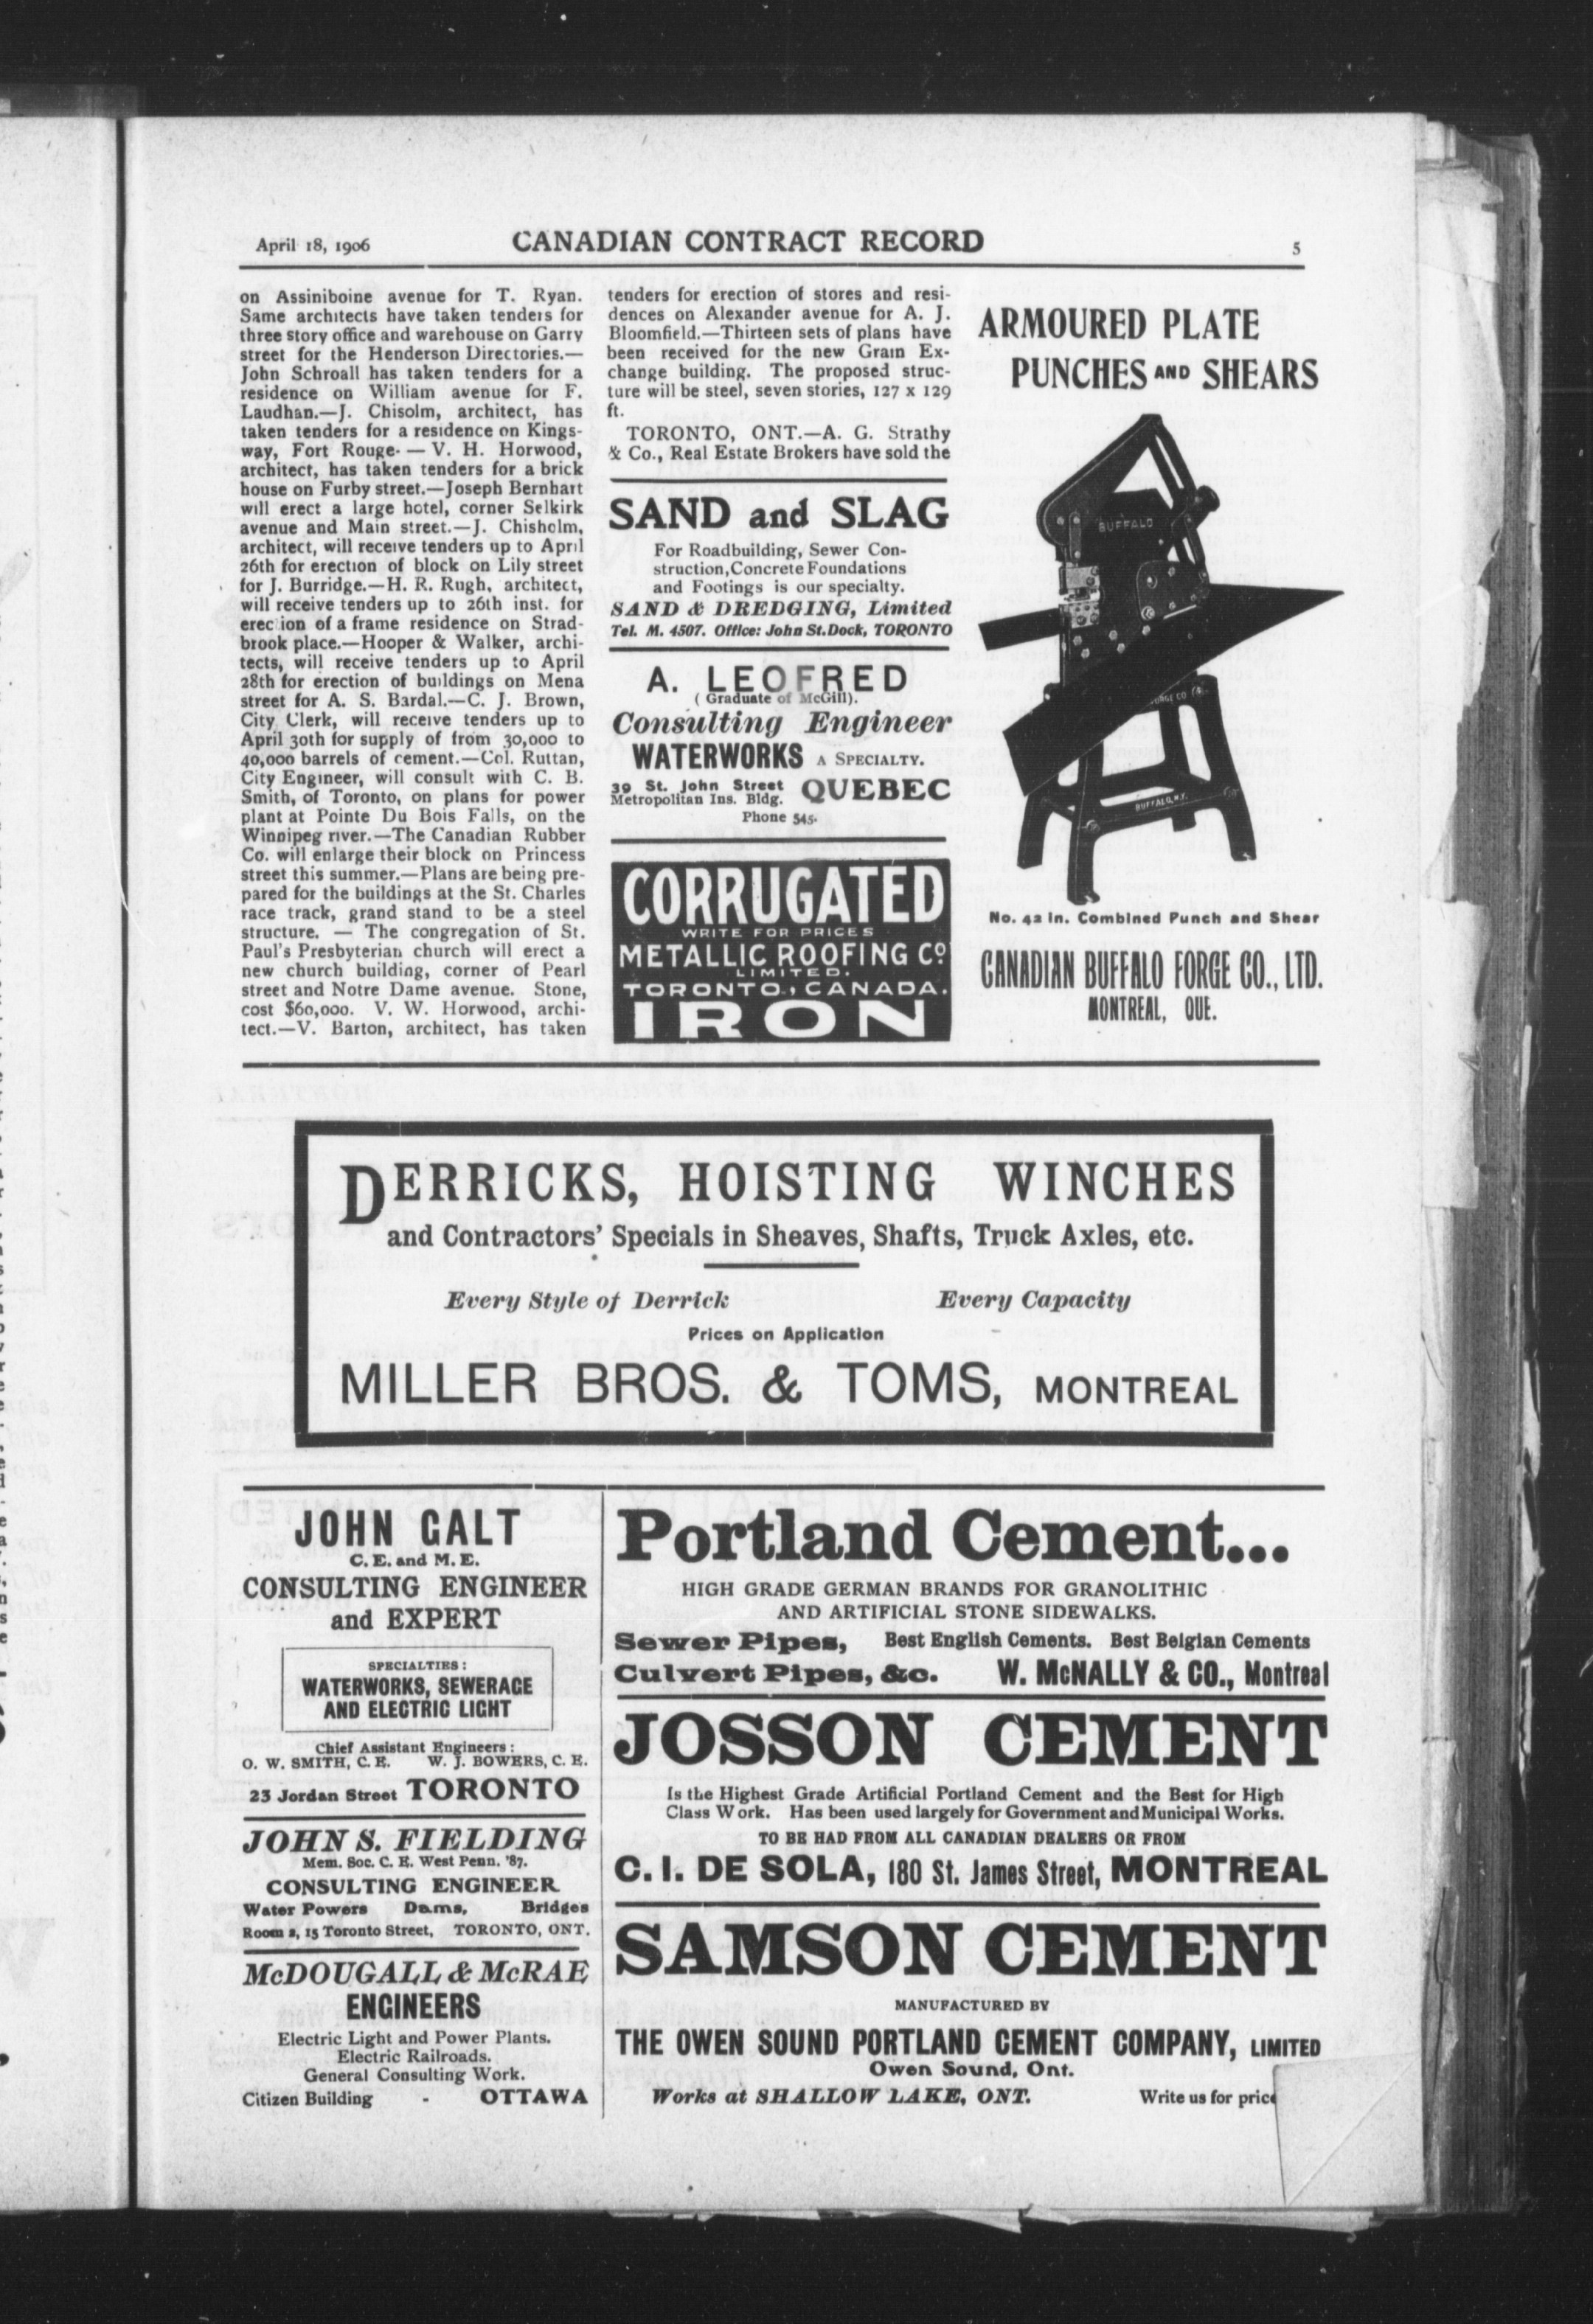 April 18, 1906
CANADIAN CONTRACT RECORD
5
on Assiniboine avenue for T. Ryan.
Same architects have taken tenders for
three story office and warehouse on Garry
street for the Henderson Directories.—
John Schroall has taken tenders for a
residence on William avenue for F.
Laudhan.—J. Chisolm, architect, has
taken tenders for a residence on Kings-
way, Fort Rouge- — V. H. Horwood,
architect, has taken tenders for a brick
house on Furby street.—Joseph Bernhart
will erect a large hotel, corner Selkirk
avenue and Main street.—J. Chisholm,
architect, will receive tenders up to April
26th for erection of block on Lily street
for J. Burridge.—H. R. Rugh, architect,
will receive tenders up to 26th inst. for
erec ion of a frame residence on Strad-
brook place.—Hooper & Walker, archi-
tects, will receive tenders up to April
28th for erection of buildings on Mena
street for A. S. Bardal.—C. J. Brown,
City Clerk, will receive tenders up to
April 30th for supply of from 30,000 to
40,000 barrels of cement.—Col. Ruttan,
City Engineer, will consult with C. B.
Smith, of Toronto, on plans for power
plant at Pointe Du Bois Falls, on the
Winnipeg river.—The Canadian Rubber
Co. will enlarge their block on Princess
street this summer.—Plans are being pre-
pared for the buildings at the St. Charles
race track, grand stand to be a steel
structure. — The congregation of St.
Paul's Presbyterian church will erect a
new church building, corner of Pearl
street and Notre Dame avenue. Stone,
cost $60,000. V. W. Horwood, archi-
tect.—V. Barton, architect, has taken
tenders for erection of stores and resi-
dences on Alexander avenue for A. J.
Bloomfield.—Thirteen sets of plans have
been received for the new Grain Ex-
change building. The proposed struc-
ture will be steel, seven stories, 127 x 129
ft.
TORONTO, ONT.—A. G. Strathy
& Co., Real Estate Brokers have sold the
SAND and SLAG
For Roadbuilding, Sewer Con-
struction, Concrete Foundations
and Footings is our specialty.
SAND & DREDGING, Limited
Tel. M. 4507. Office: John St. Dock, TORONTO
A. LEOFRED
(Graduate of McGill).
Consulting Engineer
WATERWORKS A SPECIALTY.
39 St. John Street
Metropolitan Ins. Bldg. QUEBEC
Phone 545.
CORRUGATED
WRITE FOR PRICES
METALLIC ROOFING CO.
LIMITED.
TORONTO, CANADA.
IRON
ARMOURED PLATE
PUNCHES AND SHEARS
BUFFALO
FORGE CO
BUFFALO, N.Y.
No. 42 in. Combined Punch and Shear
CANADIAN BUFFALO FORGE CO., LTD.
MONTREAL, QUE.
DERRICKS, HOISTING WINCHES
and Contractors' Specials in Sheaves, Shafts, Truck Axles, etc.
Every Style of Derrick Every Capacity
Prices on Application
MILLER BROS. & TOMS, MONTREAL
JOHN GALT
C. E. and M. E.
CONSULTING ENGINEER
and EXPERT
SPECIALTIES:
WATERWORKS, SEWERAGE
AND ELECTRIC LIGHT
Chief Assistant Engineers:
O. W. SMITH, C. E. W. J. BOWERS, C. E.
23 Jordan Street TORONTO
JOHN S. FIELDING
Mem. Soc. C. E. West Penn. '87.
CONSULTING ENGINEER
Water Powers Dams, Bridges
Room 2, 15 Toronto Street, TORONTO, ONT.
McDOUGALL & McRAE
ENGINEERS
Electric Light and Power Plants.
Electric Railroads.
General Consulting Work.
Citizen Building - OTTAWA
Portland Cement...
HIGH GRADE GERMAN BRANDS FOR GRANOLITHIC
AND ARTIFICIAL STONE SIDEWALKS.
Sewer Pipes, Best English Cements. Best Belgian Cements
Culvert Pipes, &c. W. McNALLY & CO., Montreal
JOSSON CEMENT
Is the Highest Grade Artificial Portland Cement and the Best for High
Class Work. Has been used largely for Government and Municipal Works.
TO BE HAD FROM ALL CANADIAN DEALERS OR FROM
C. I. DE SOLA, 180 St. James Street, MONTREAL
SAMSON CEMENT
MANUFACTURED BY
THE OWEN SOUND PORTLAND CEMENT COMPANY, LIMITED
Owen Sound, Ont.
Works at SHALLOW LAKE, ONT. Write us for price